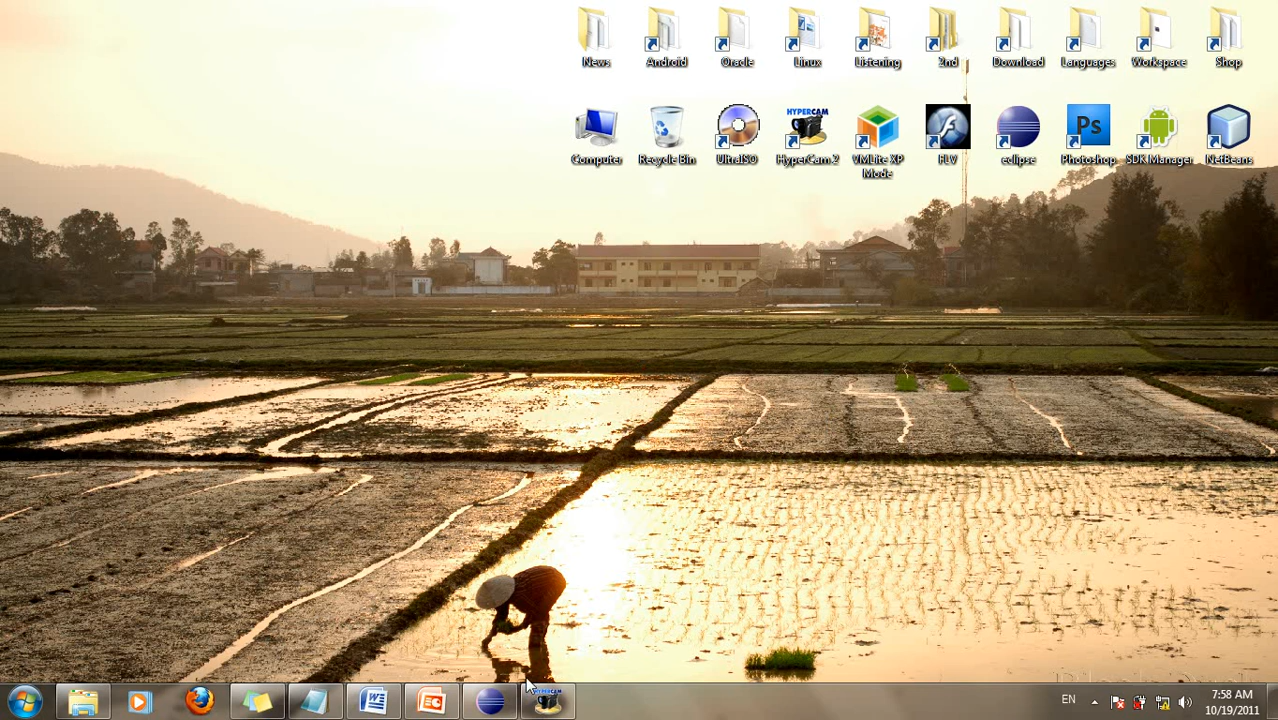 News Android Oracle Linux Listening 2nd Download Languages Workspace Shop
HYPERCAM Ps
Computer Recycle Bin UltraISO HyperCam 2 VMLite XP Mode FLV eclipse Photoshop SDK Manager NetBeans
HYPERCAM
EN
7:58 AM
10/19/2011